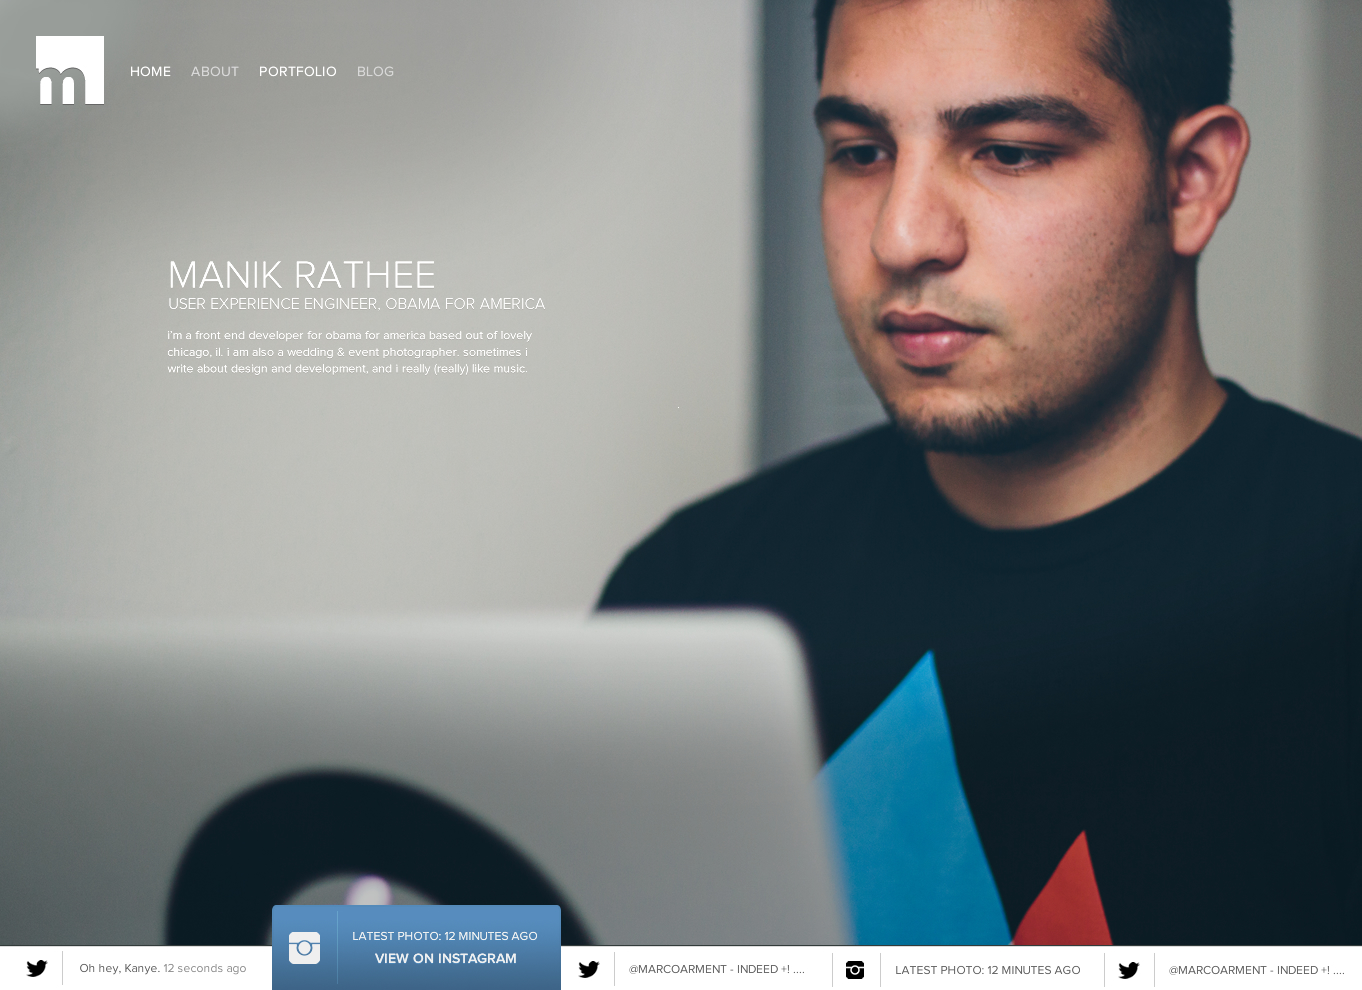 m
HOME ABOUT PORTFOLIO BLOG
MANIK RATHEE
USER EXPERIENCE ENGINEER, OBAMA FOR AMERICA
i'm a front end developer for obama for america based out of lovely
chicago, il. i am also a wedding & event photographer. sometimes i
write about design and development, and i really (really) like music.
LATEST PHOTO: 12 MINUTES AGO
VIEW ON INSTAGRAM
Oh hey, Kanye. 12 seconds ago
@MARCOARMENT - INDEED +! ....
LATEST PHOTO: 12 MINUTES AGO
@MARCOARMENT - INDEED +! ....